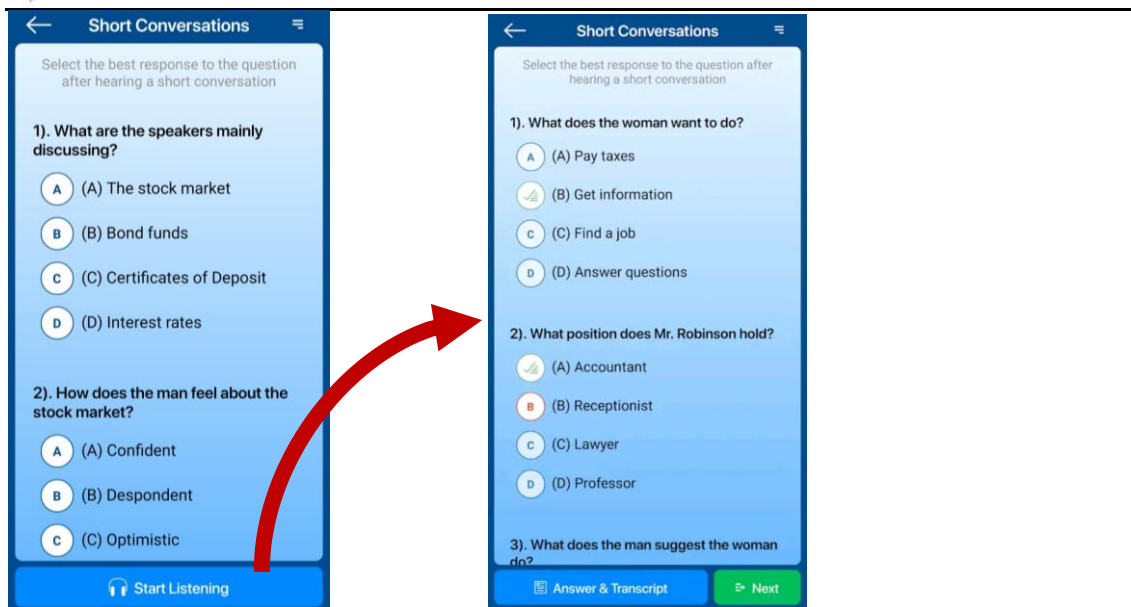 Short Conversations
Select the best response to the question
after hearing a short conversation
1). What are the speakers mainly
discussing?
A (A) The stock market
B (B) Bond funds
C (C) Certificates of Deposit
D (D) Interest rates
2). How does the man feel about the
stock market?
A (A) Confident
B (B) Despondent
C (C) Optimistic
Start Listening
Short Conversations
Select the best response to the question after
hearing a short conversation
1). What does the woman want to do?
A (A) Pay taxes
(B) Get information
C (C) Find a job
D (D) Answer questions
2). What position does Mr. Robinson hold?
(A) Accountant
B (B) Receptionist
C (C) Lawyer
D (D) Professor
3). What does the man suggest the woman
do?
Answer & Transcript
Next